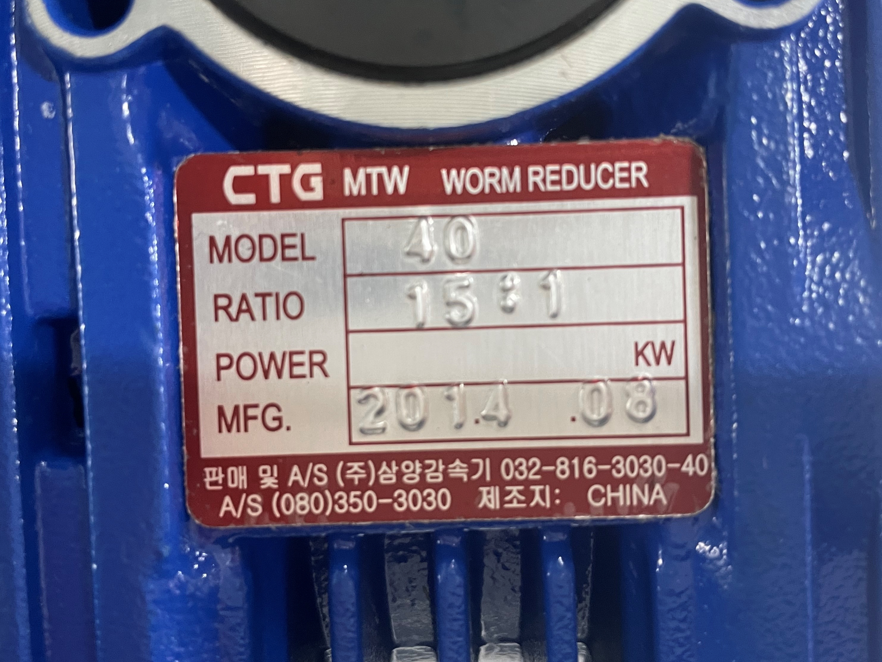 CTG MTW WORM REDUCER
MODEL 40
RATIO 15:1
POWER KW
MFG. 2014.08
판매 및 A/S (주)삼양감속기 032-816-3030-40
A/S (080)350-3030 제조지: CHINA